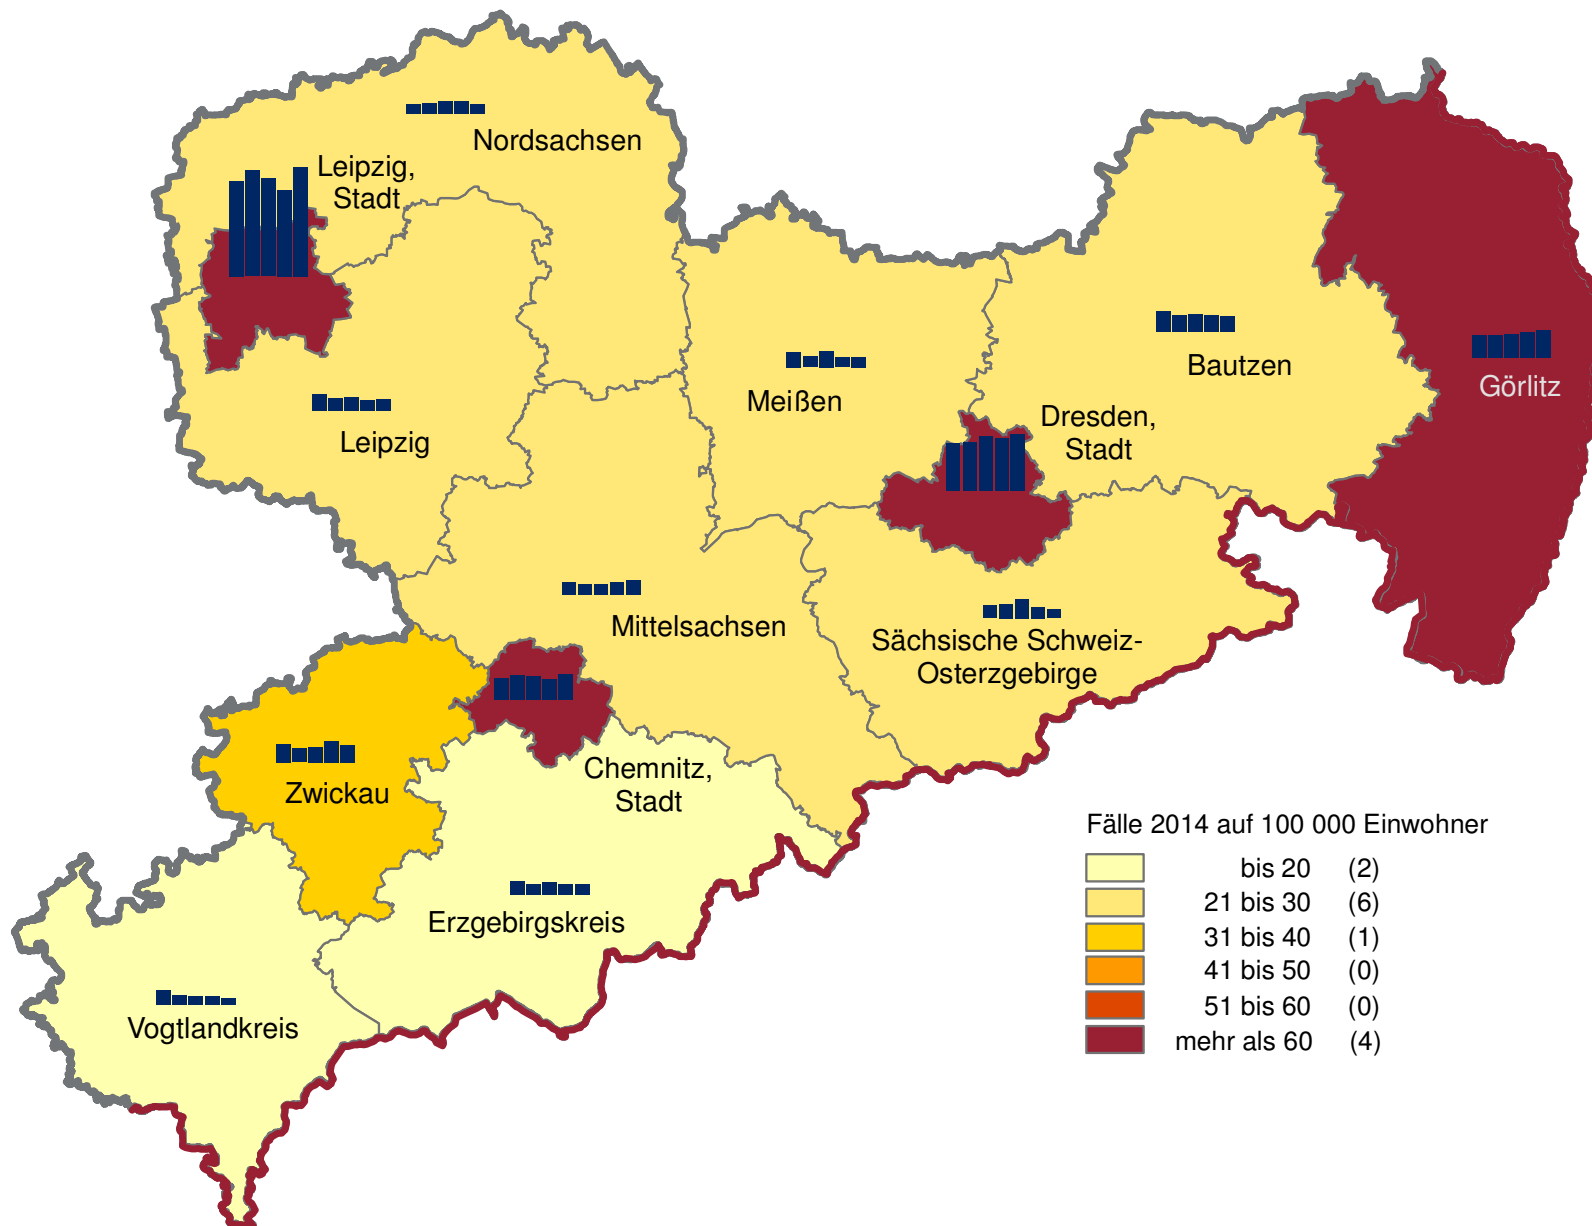 Nordsachsen
Leipzig,
Stadt
Bautzen
Görlitz
Meißen
Dresden,
Stadt
Leipzig
Mittelsachsen
Sächsische Schweiz-
Osterzgebirge
Chemnitz,
Stadt
Zwickau
Erzgebirgskreis
Vogtlandkreis
Fälle 2014 auf 100 000 Einwohner
bis 20 (2)
21 bis 30 (6)
31 bis 40 (1)
41 bis 50 (0)
51 bis 60 (0)
mehr als 60 (4)